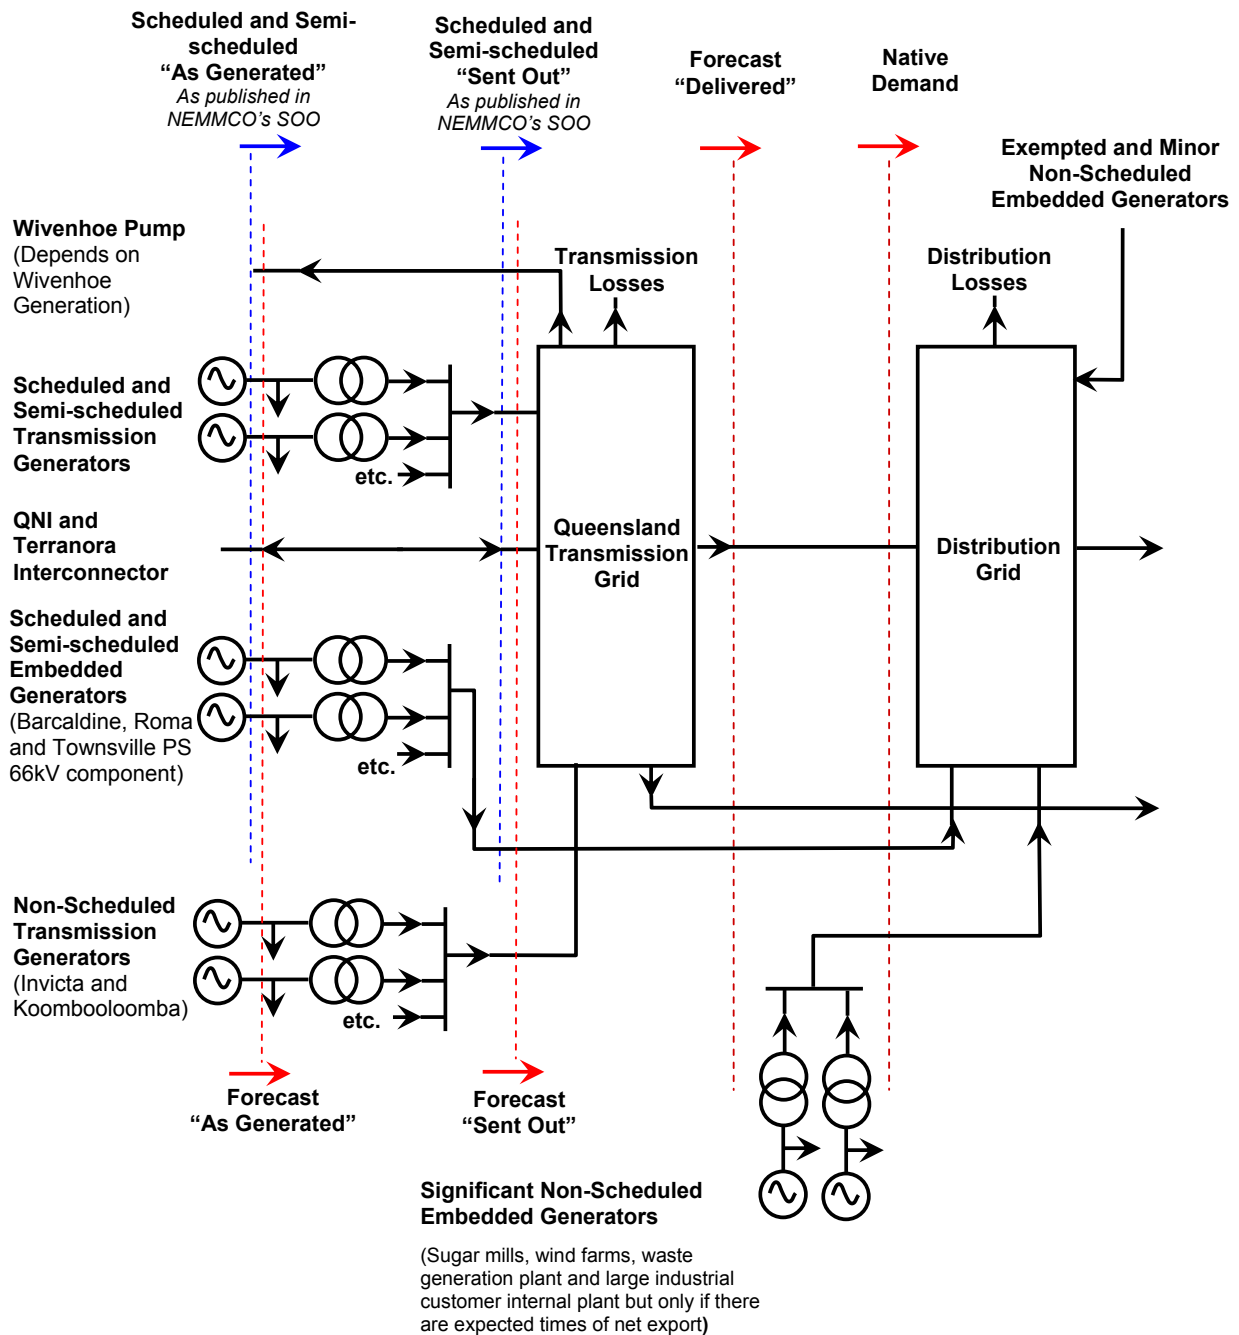 Scheduled and Semi-
scheduled
“As Generated”
As published in
NEMMCO’s SOO
Scheduled and
Semi-scheduled
“Sent Out”
As published in
NEMMCO’s SOO
Forecast
“Delivered”
Native
Demand
Exempted and Minor
Non-Scheduled
Embedded Generators
Wivenhoe Pump
(Depends on
Wivenhoe
Generation)
Transmission
Losses
Distribution
Losses
Scheduled and
Semi-scheduled
Transmission
Generators
etc.
QNI and
Terranora
Interconnector
Queensland
Transmission
Grid
Distribution
Grid
Scheduled and
Semi-scheduled
Embedded
Generators
(Barcaldine, Roma
and Townsville PS
66kV component)
etc.
Non-Scheduled
Transmission
Generators
(Invicta and
Koombooloomba)
etc.
Forecast
“As Generated”
Forecast
“Sent Out”
Significant Non-Scheduled
Embedded Generators
(Sugar mills, wind farms, waste
generation plant and large industrial
customer internal plant but only if there
are expected times of net export)